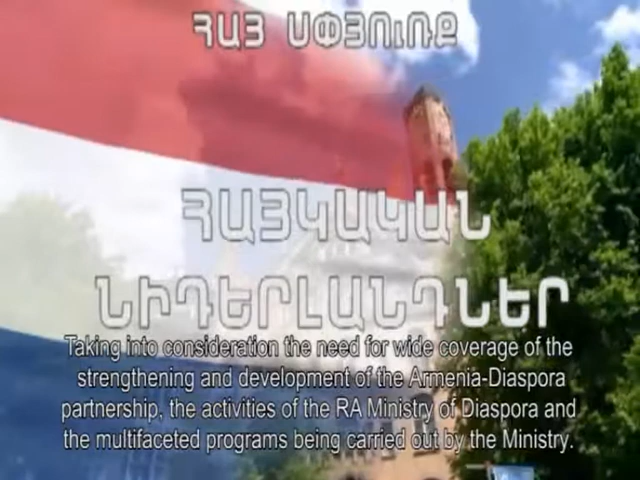 ՀԱՅ ՍՓՅՈւՌՔ
ՀԱՅԿԱԿԱՆ
ՆԻԴԵՐԼԱՆԴՆԵՐ
Taking into consideration the need for wide coverage of the
strengthening and development of the Armenia-Diaspora
partnership, the activities of the RA Ministry of Diaspora and
the multifaceted programs being carried out by the Ministry.